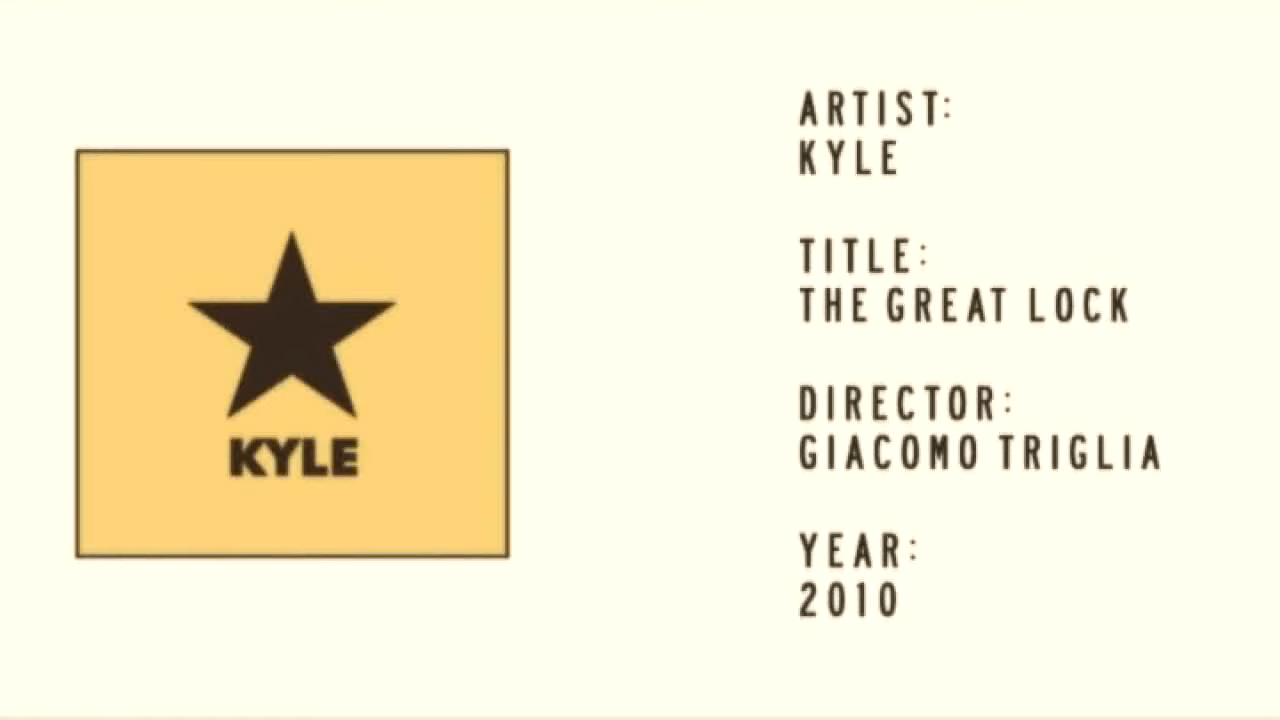 KYLE
ARTIST:
KYLE
TITLE:
THE GREAT LOCK
DIRECTOR:
GIACOMO TRIGLIA
YEAR:
2010